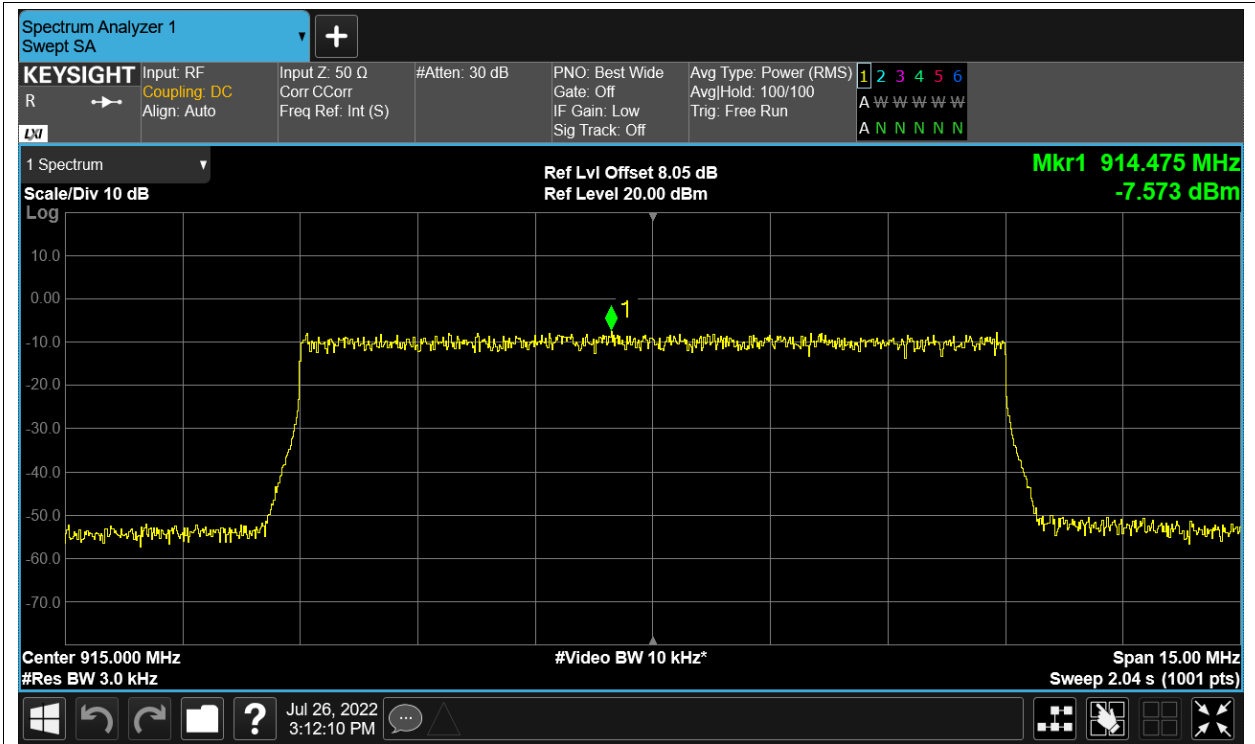 Spectrum Analyzer 1
Swept SA
+
KEYSIGHT
R
LXI
Input: RF
Coupling: DC
Align: Auto
Input Z: 50 Ω
Corr CCorr
Freq Ref: Int (S)
#Atten: 30 dB
PNO: Best Wide
Gate: Off
IF Gain: Low
Sig Track: Off
Avg Type: Power (RMS)
Avg|Hold: 100/100
Trig: Free Run
1 2 3 4 5 6
A W W W W W
A N N N N N
1 Spectrum
Scale/Div 10 dB
Log
Ref Lvl Offset 8.05 dB
Ref Level 20.00 dBm
Mkr1 914.475 MHz
-7.573 dBm
10.0
0.00
-10.0
-20.0
-30.0
-40.0
-50.0
-60.0
-70.0
1
Center 915.000 MHz
#Res BW 3.0 kHz
#Video BW 10 kHz*
Span 15.00 MHz
Sweep 2.04 s (1001 pts)
?
Jul 26, 2022
3:12:10 PM